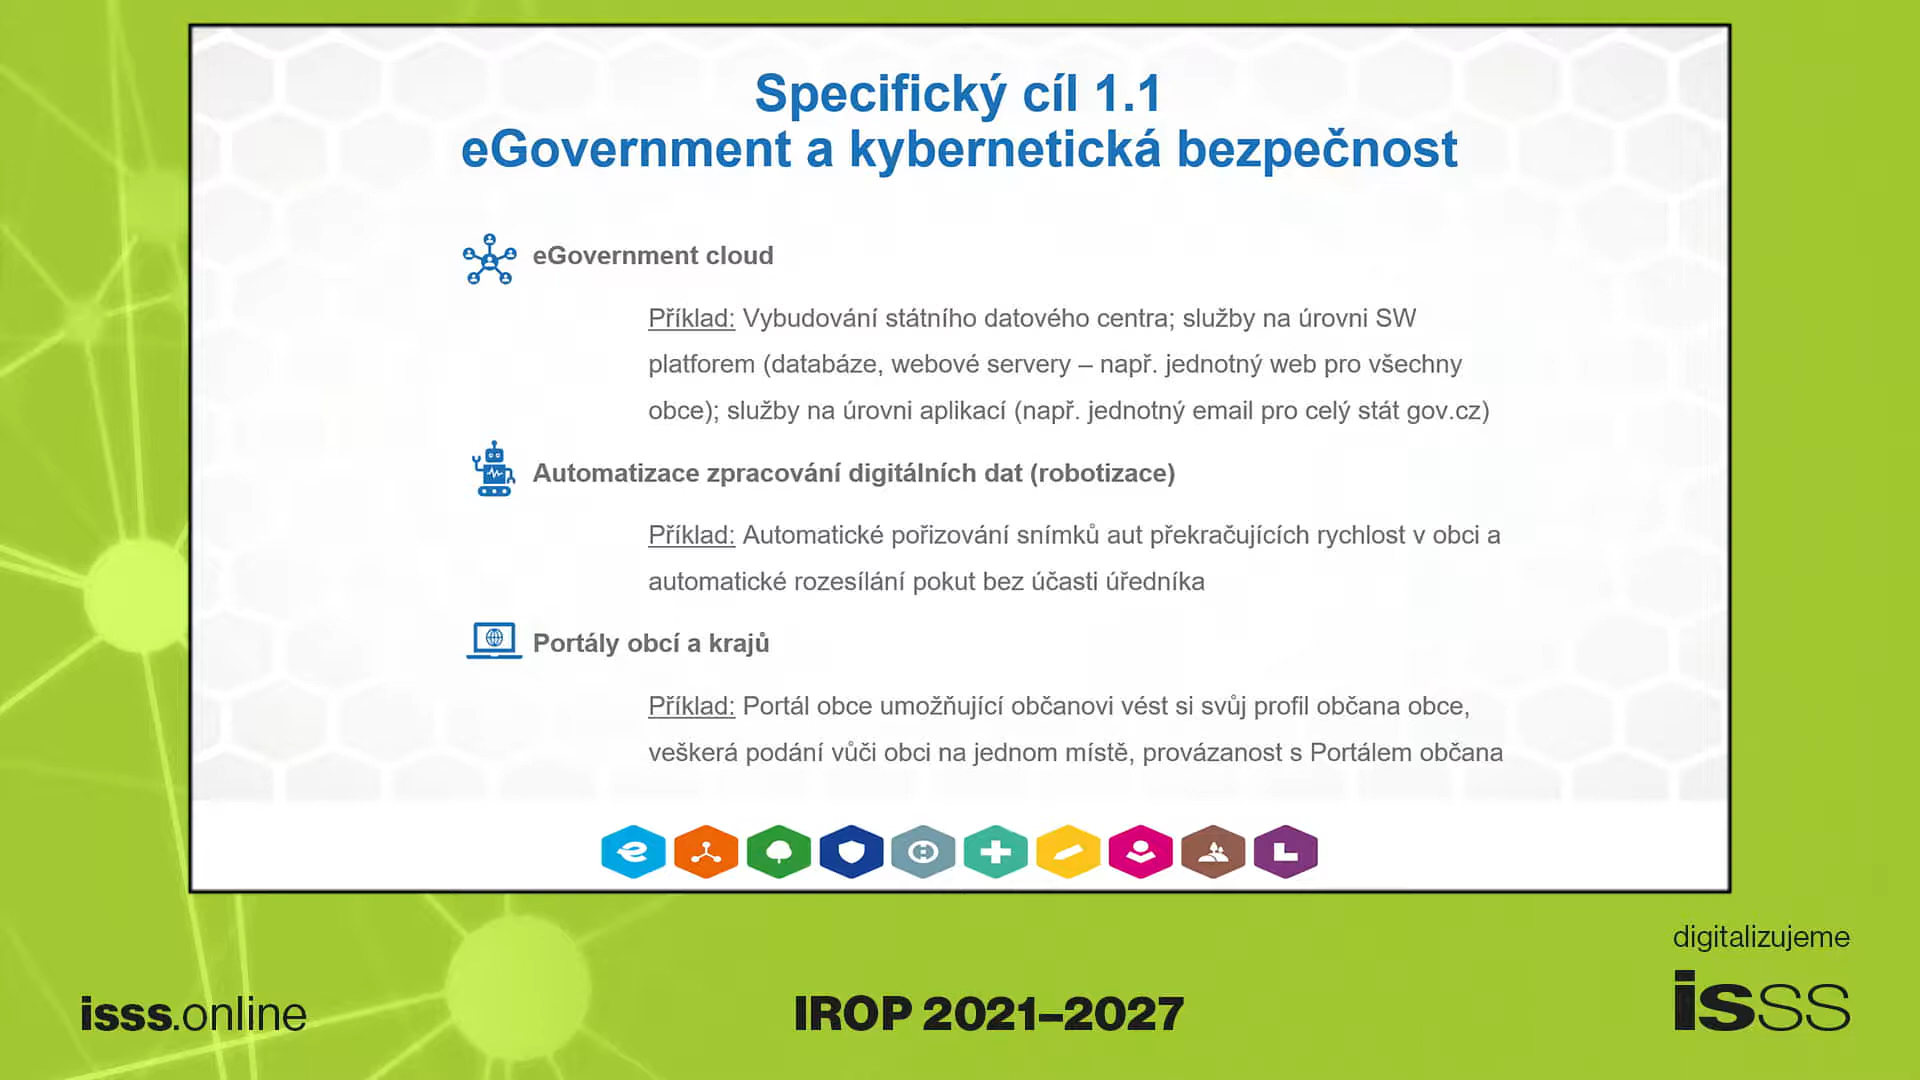 Specifický cíl 1.1
eGovernment a kybernetická bezpečnost
eGovernment cloud
Příklad: Vybudování státního datového centra; služby na úrovni SW
platforem (databáze, webové servery – např. jednotný web pro všechny
obce); služby na úrovni aplikací (např. jednotný email pro celý stát gov.cz)
Automatizace zpracování digitálních dat (robotizace)
Příklad: Automatické pořizování snímků aut překračujících rychlost v obci a
automatické rozesílání pokut bez účasti úředníka
Portály obcí a krajů
Příklad: Portál obce umožňující občanovi vést si svůj profil občana obce,
veškerá podání vůči obci na jednom místě, provázanost s Portálem občana
digitalizujeme
isss.online
IROP 2021–2027
isss